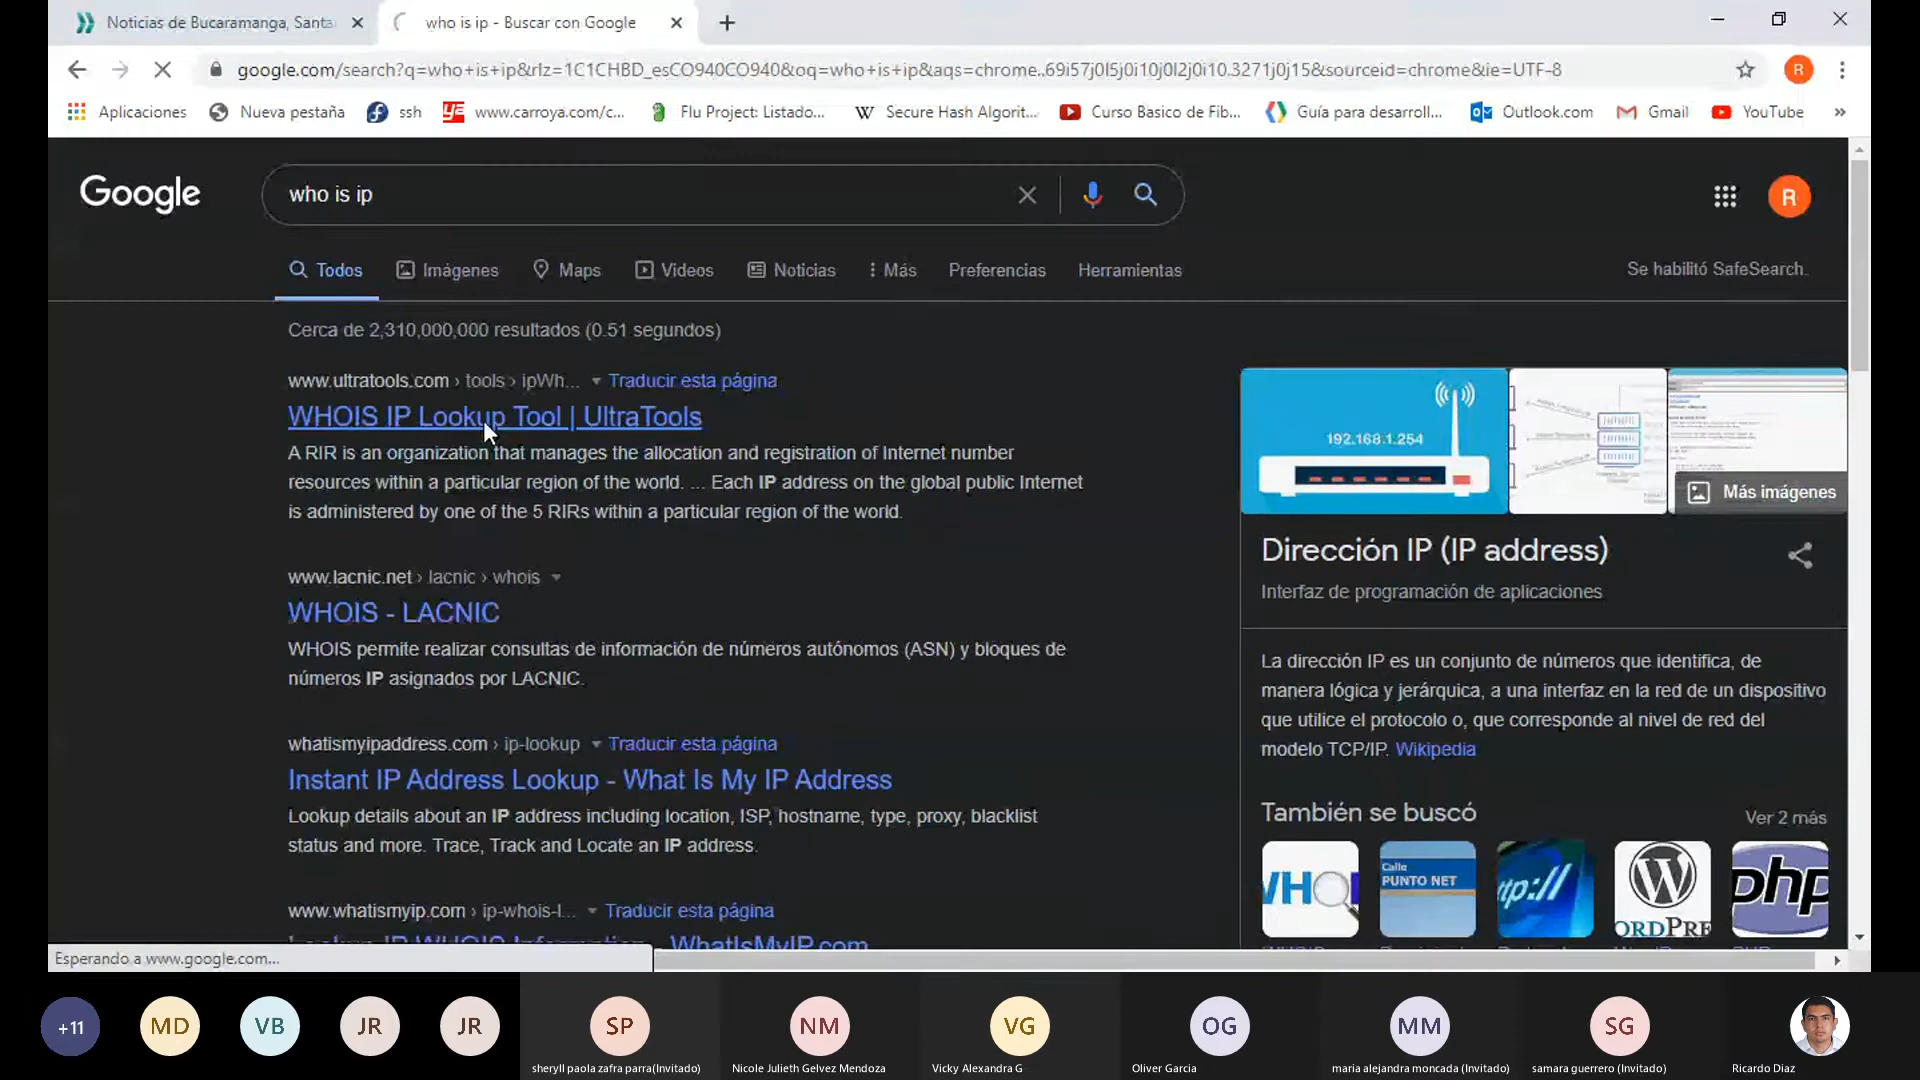 Noticias de Bucaramanga, Santa
who is ip - Buscar con Google
google.com/search?q=who+is+ip&rlz=1C1CHBD_esCO940CO940&oq=who+is+ip&aqs=chrome..69i57j0l5j0i10j0l2j0i10.3271j0j15&sourceid=chrome&ie=UTF-8
R
Aplicaciones
Nueva pestaña
ssh
www.carroya.com/c...
Flu Project: Listado...
W Secure Hash Algorit...
Curso Basico de Fib...
Guía para desarroll...
Outlook.com
Gmail
YouTube
»
Google
who is ip
R
Todos
Imágenes
Maps
Videos
Noticias
Más
Preferencias
Herramientas
Se habilitó SafeSearch.
Cerca de 2,310,000,000 resultados (0.51 segundos)
www.ultratools.com › tools › ipWh... Traducir esta página
WHOIS IP Lookup Tool | UltraTools
A RIR is an organization that manages the allocation and registration of Internet number
resources within a particular region of the world. ... Each IP address on the global public Internet
is administered by one of the 5 RIRs within a particular region of the world.
www.lacnic.net › lacnic › whois
WHOIS - LACNIC
WHOIS permite realizar consultas de información de números autónomos (ASN) y bloques de
números IP asignados por LACNIC.
whatismyipaddress.com › ip-lookup Traducir esta página
Instant IP Address Lookup - What Is My IP Address
Lookup details about an IP address including location, ISP, hostname, type, proxy, blacklist
status and more. Trace, Track and Locate an IP address.
www.whatismyip.com › ip-whois-l... Traducir esta página
Lookup IP WHOIS Information - WhatIsMyIP.com
192.168.1.254
Más imágenes
Dirección IP (IP address)
Interfaz de programación de aplicaciones
La dirección IP es un conjunto de números que identifica, de
manera lógica y jerárquica, a una interfaz en la red de un dispositivo
que utilice el protocolo o, que corresponde al nivel de red del
modelo TCP/IP. Wikipedia
También se buscó
Ver 2 más
Calle
PUNTO NET
ttp://
ORDPRE
php
Esperando a www.google.com...
+11
MD
VB
JR
JR
SP
NM
VG
OG
MM
SG
sheryll paola zafra parra(Invitado)
Nicole Julieth Gelvez Mendoza
Vicky Alexandra G
Oliver Garcia
maria alejandra moncada (Invitado)
samara guerrero (Invitado)
Ricardo Diaz